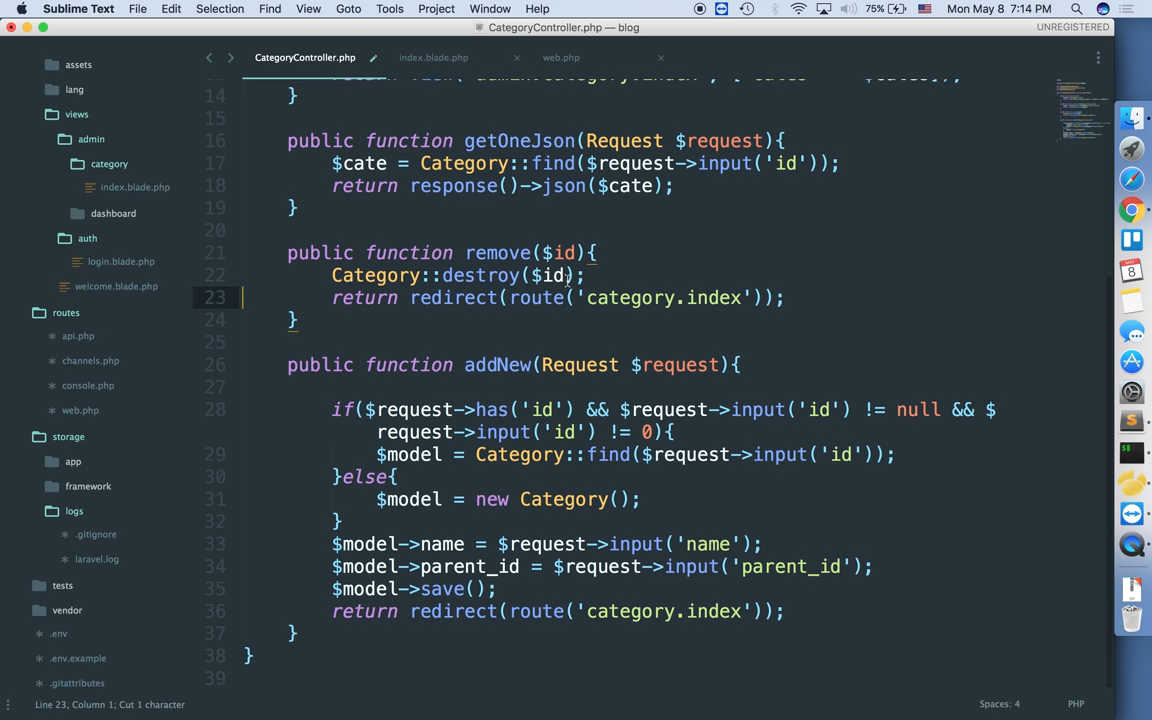 Sublime Text File Edit Selection Find View Goto Tools Project Window Help 75% Mon May 8 7:14 PM
CategoryController.php — blog UNREGISTERED
CategoryController.php index.blade.php web.php
assets
lang
views
admin
category
index.blade.php
dashboard
auth
login.blade.php
welcome.blade.php
routes
api.php
channels.php
console.php
web.php
storage
app
framework
logs
.gitignore
laravel.log
tests
vendor
.env
.env.example
.gitattributes
14 }
15
16 public function getOneJson(Request $request){
17 $cate = Category::find($request->input('id'));
18 return response()->json($cate);
19 }
20
21 public function remove($id){
22 Category::destroy($id);
23 return redirect(route('category.index'));
24 }
25
26 public function addNew(Request $request){
27
28 if($request->has('id') && $request->input('id') != null && $
request->input('id') != 0){
29 $model = Category::find($request->input('id'));
30 }else{
31 $model = new Category();
32 }
33 $model->name = $request->input('name');
34 $model->parent_id = $request->input('parent_id');
35 $model->save();
36 return redirect(route('category.index'));
37 }
38 }
39
Line 23, Column 1; Cut 1 character Spaces: 4 PHP